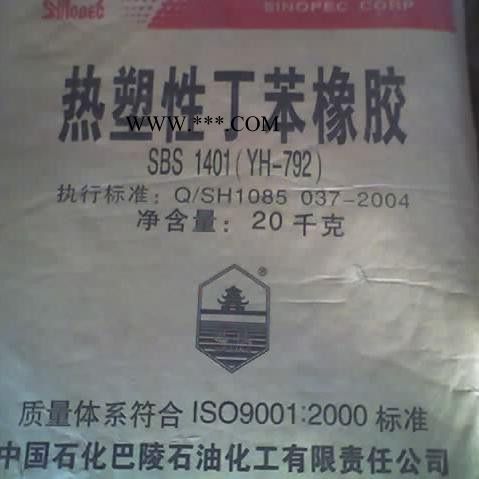 SINOPEC SINOPEC CORP
热塑性丁苯橡胶
WWW.***.COM
SBS 1401(YH-792)
执行标准: Q/SH1085 037-2004
净含量: 20千克
®
质量体系符合 ISO9001:2000 标准
中国石化巴陵石油化工有限责任公司